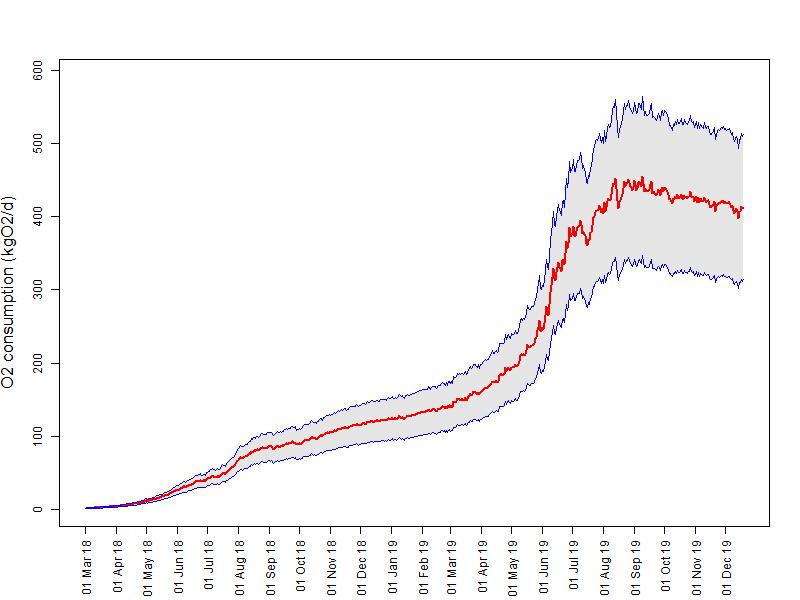 O2 consumption (kgO2/d)
600
500
400
300
200
100
0
01 Mar 18
01 Apr 18
01 May 18
01 Jun 18
01 Jul 18
01 Aug 18
01 Sep 18
01 Oct 18
01 Nov 18
01 Dec 18
01 Jan 19
01 Feb 19
01 Mar 19
01 Apr 19
01 May 19
01 Jun 19
01 Jul 19
01 Aug 19
01 Sep 19
01 Oct 19
01 Nov 19
01 Dec 19